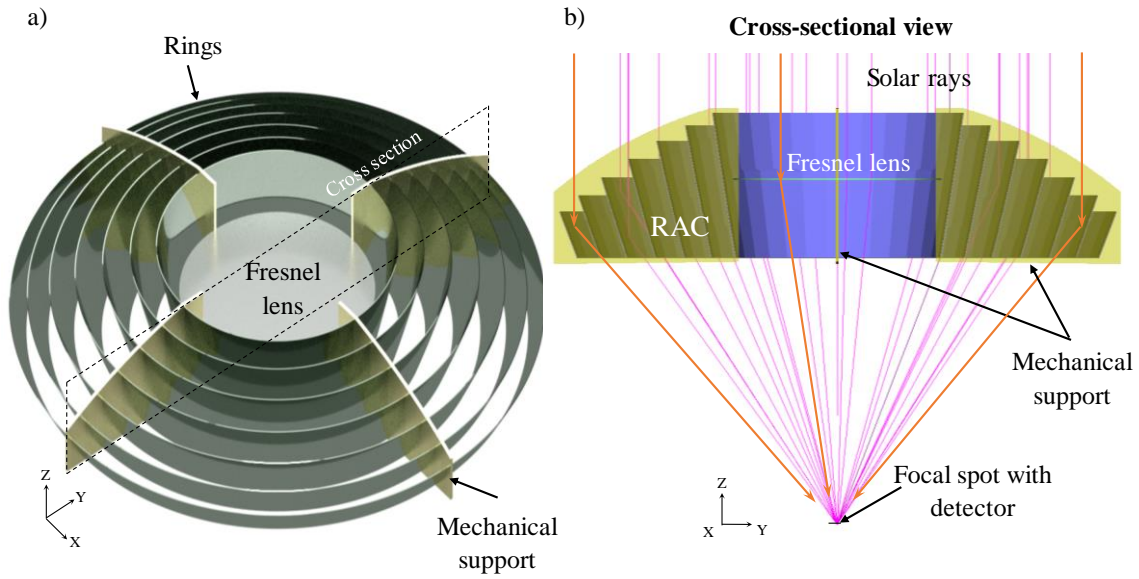 a)
Rings
Cross section
Fresnel
lens
Z
Y
X
Mechanical
support
b)
Cross-sectional view
Solar rays
Fresnel lens
RAC
Mechanical
support
Z
X
Y
Focal spot with
detector